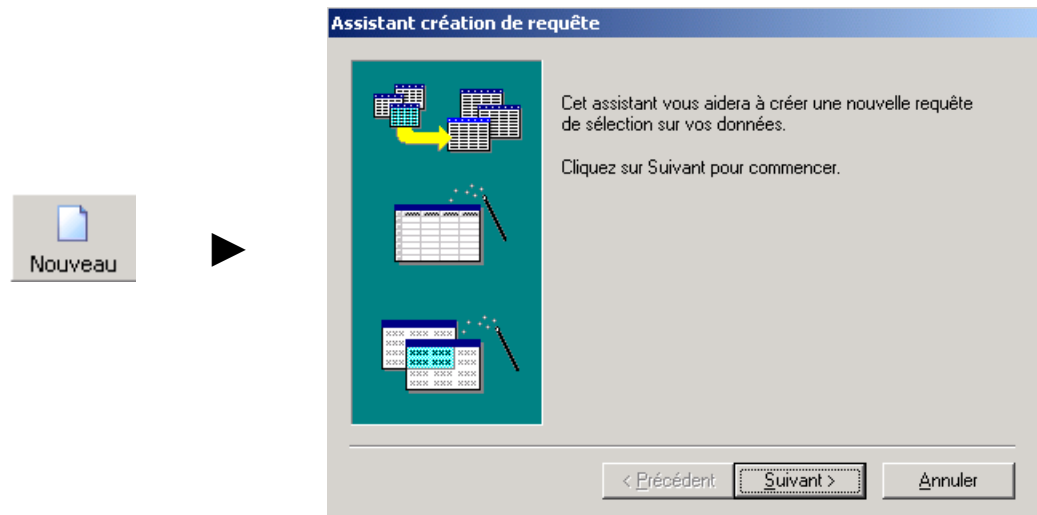 Assistant création de requête
Cet assistant vous aidera à créer une nouvelle requête
de sélection sur vos données.
Cliquez sur Suivant pour commencer.
Nouveau
< Précédent
Suivant >
Annuler